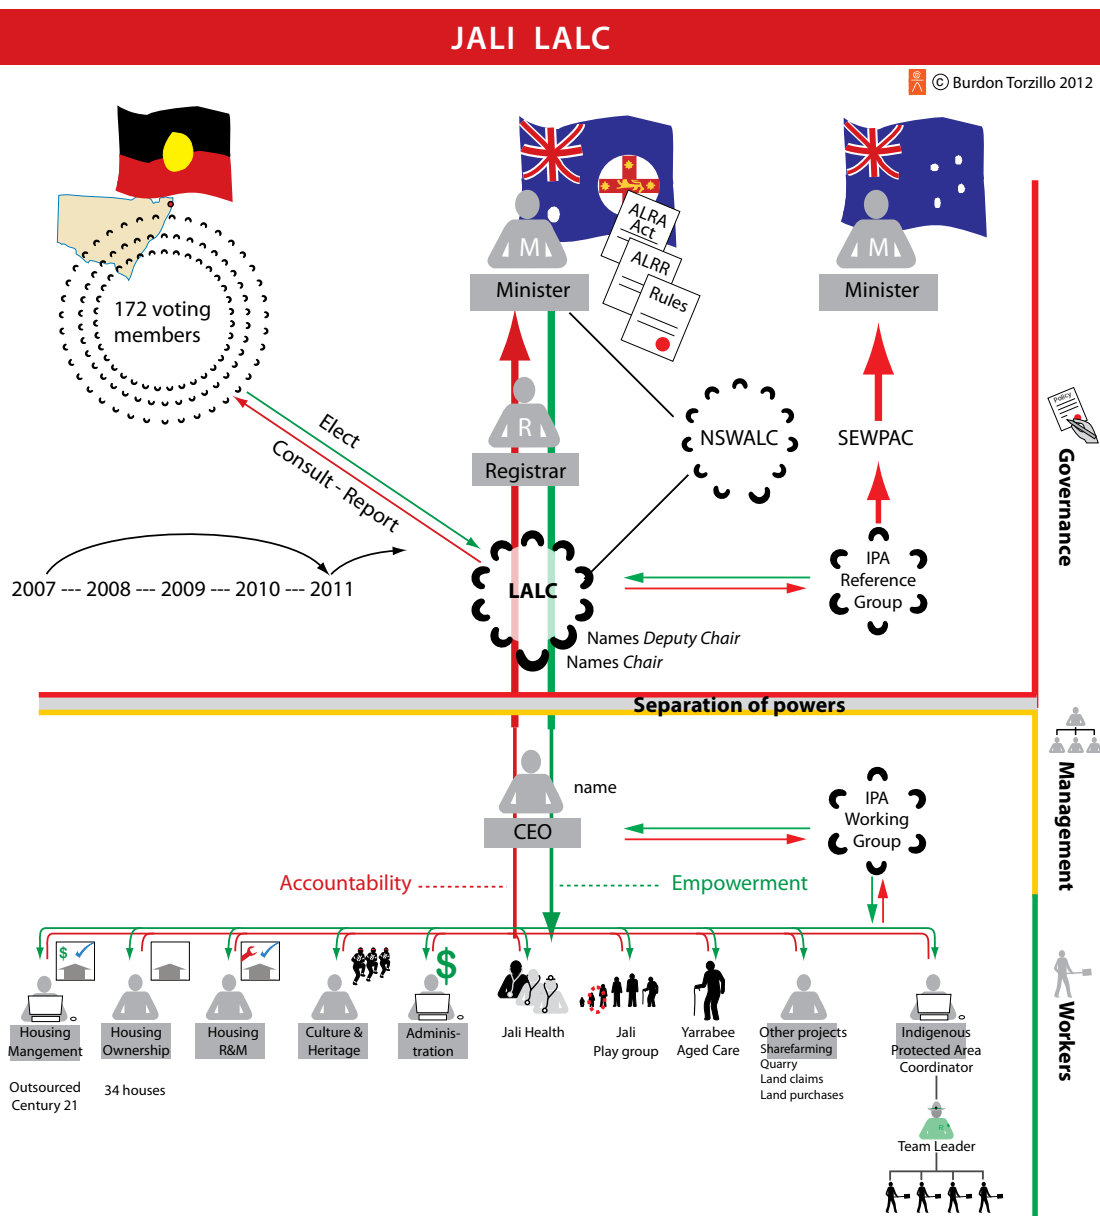 JALI LALC
© Burdon Torzillo 2012
172 voting
members
M
Minister
ALRA
Act
ALRR
Rules
M
Minister
R
Registrar
NSWALC
SEWPAC
Policy
Governance
Elect
Consult - Report
2007 --- 2008 --- 2009 --- 2010 --- 2011
LALC
IPA
Reference
Group
Names Deputy Chair
Names Chair
Separation of powers
name
CEO
IPA
Working
Group
Management
Accountability
Empowerment
$
$
Housing
Mangement
Outsourced
Century 21
Housing
Ownership
34 houses
Housing
R&M
Culture &
Heritage
Adminis-
tration
Jali Health
Jali
Play group
Yarrabee
Aged Care
Other projects
Sharefarming
Quarry
Land claims
Land purchases
Indigenous
Protected Area
Coordinator
Team Leader
Workers